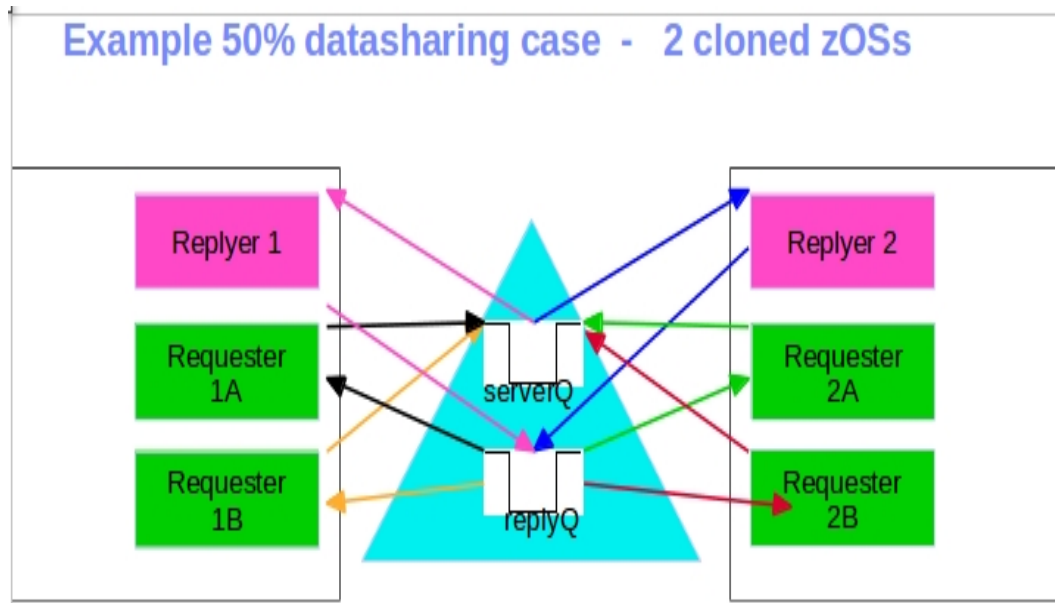 Example 50% datasharing case - 2 cloned zOSs
Replyer 1
Replyer 2
Requester
1A
serverQ
Requester
2A
Requester
1B
replyQ
Requester
2B